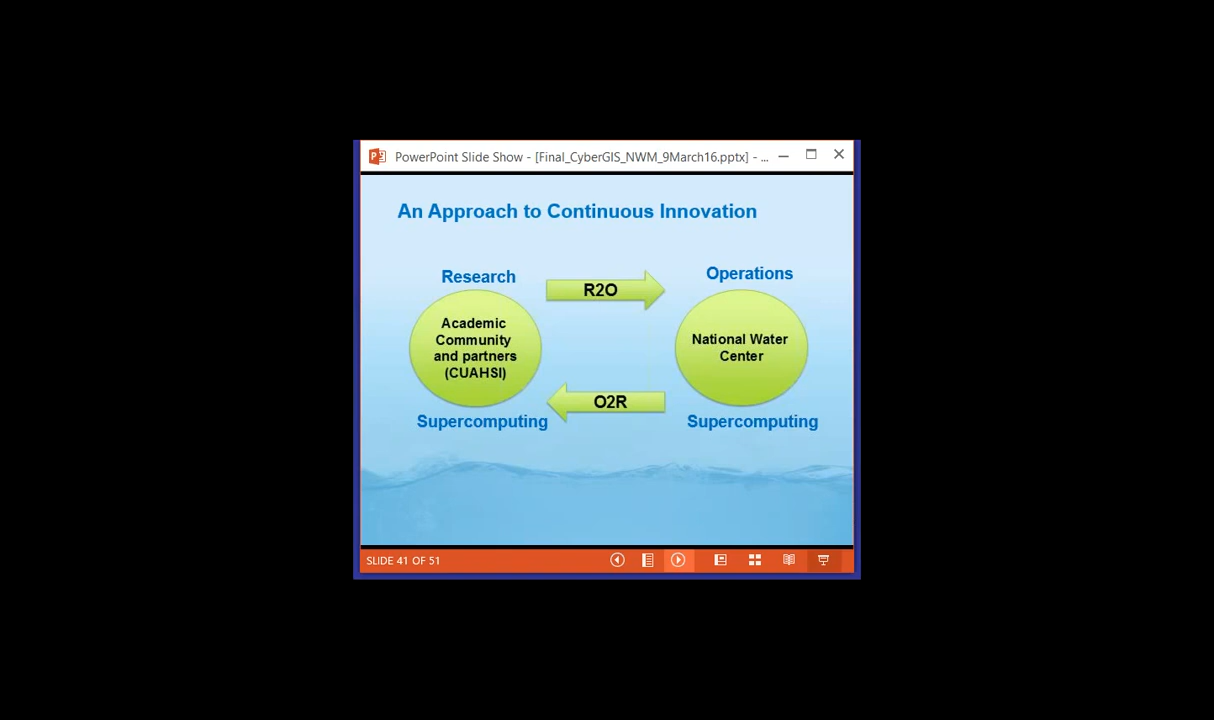 PowerPoint Slide Show - [Final_CyberGIS_NWM_9March16.pptx] - ...
An Approach to Continuous Innovation
Research
R2O
Operations
Academic
Community
and partners
(CUAHSI)
National Water
Center
O2R
Supercomputing
Supercomputing
SLIDE 41 OF 51